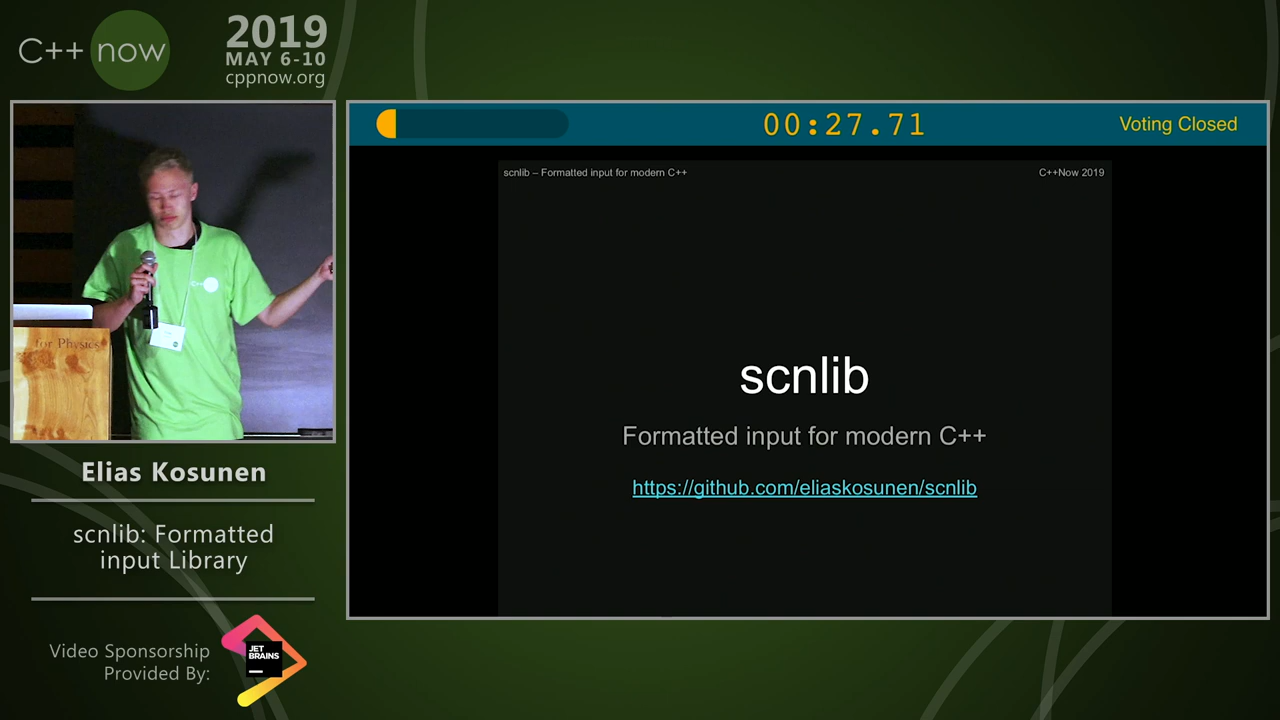 C++ now
2019
MAY 6-10
cppnow.org
00:27.71
Voting Closed
scnlib – Formatted input for modern C++
C++Now 2019
scnlib
Formatted input for modern C++
https://github.com/eliaskosunen/scnlib
C++
for Physics
Elias Kosunen
scnlib: Formatted
input Library
Video Sponsorship
Provided By:
JET
BRAINS